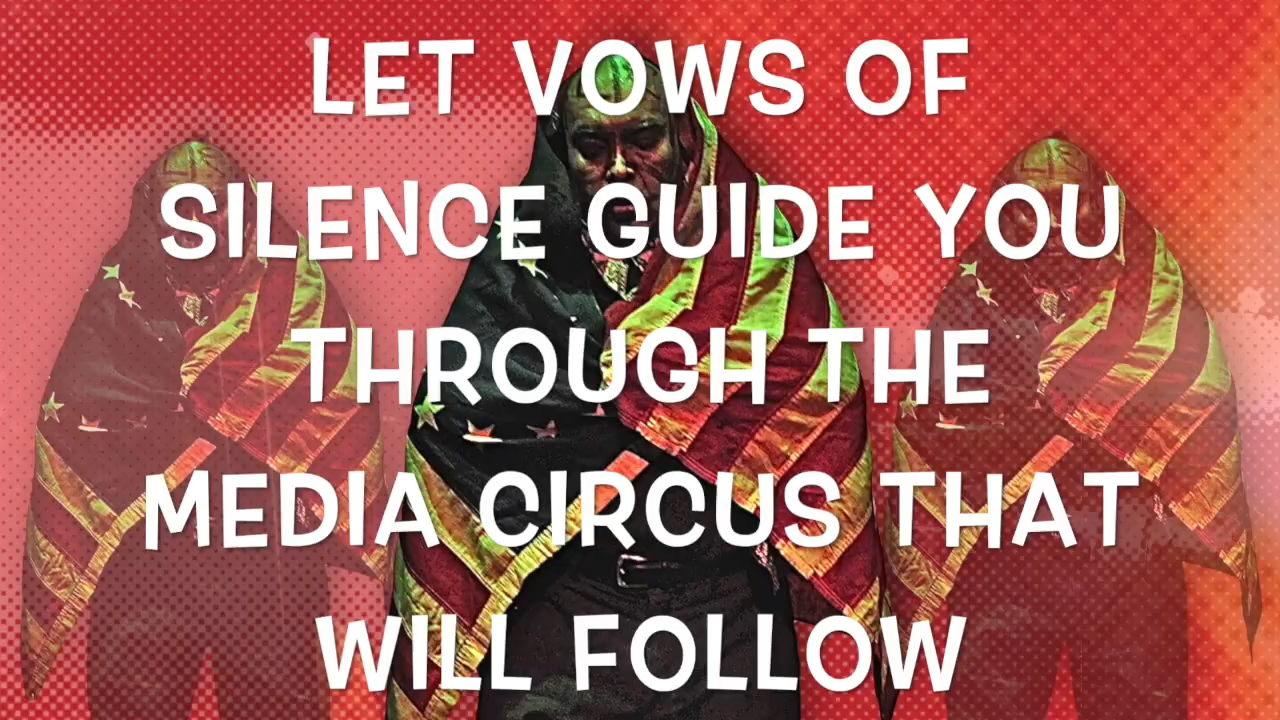 LET VOWS OF
SILENCE GUIDE YOU
THROUGH THE
MEDIA CIRCUS THAT
WILL FOLLOW